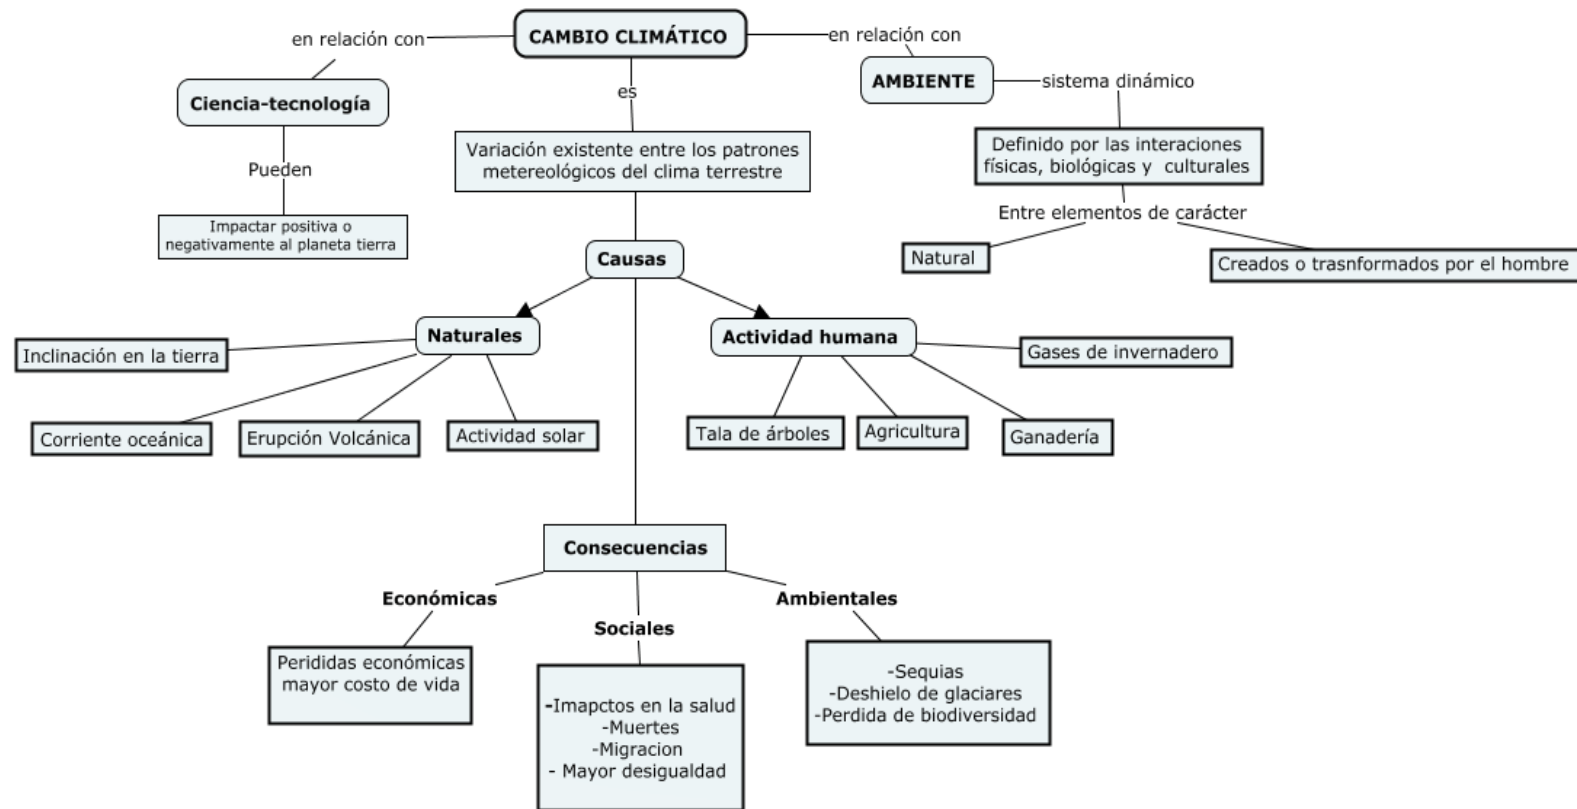 CAMBIO CLIMÁTICO
en relación con
en relación con
Ciencia-tecnología
es
AMBIENTE
sistema dinámico
Pueden
Variación existente entre los patrones
metereológicos del clima terrestre
Definido por las interaciones
físicas, biológicas y culturales
Impactar positiva o
negativamente al planeta tierra
Entre elementos de carácter
Natural
Creados o trasnformados por el hombre
Causas
Naturales
Actividad humana
Inclinación en la tierra
Gases de invernadero
Corriente oceánica
Erupción Volcánica
Actividad solar
Tala de árboles
Agricultura
Ganadería
Consecuencias
Económicas
Sociales
Ambientales
Perididas económicas
mayor costo de vida
-Imapctos en la salud
-Muertes
-Migracion
- Mayor desigualdad
-Sequias
-Deshielo de glaciares
-Perdida de biodiversidad